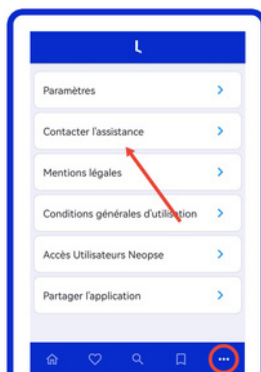 L
Paramètres
Contacter l'assistance
Mentions légales
Conditions générales d'utilisation
Accès Utilisateurs Neopse
Partager l'application